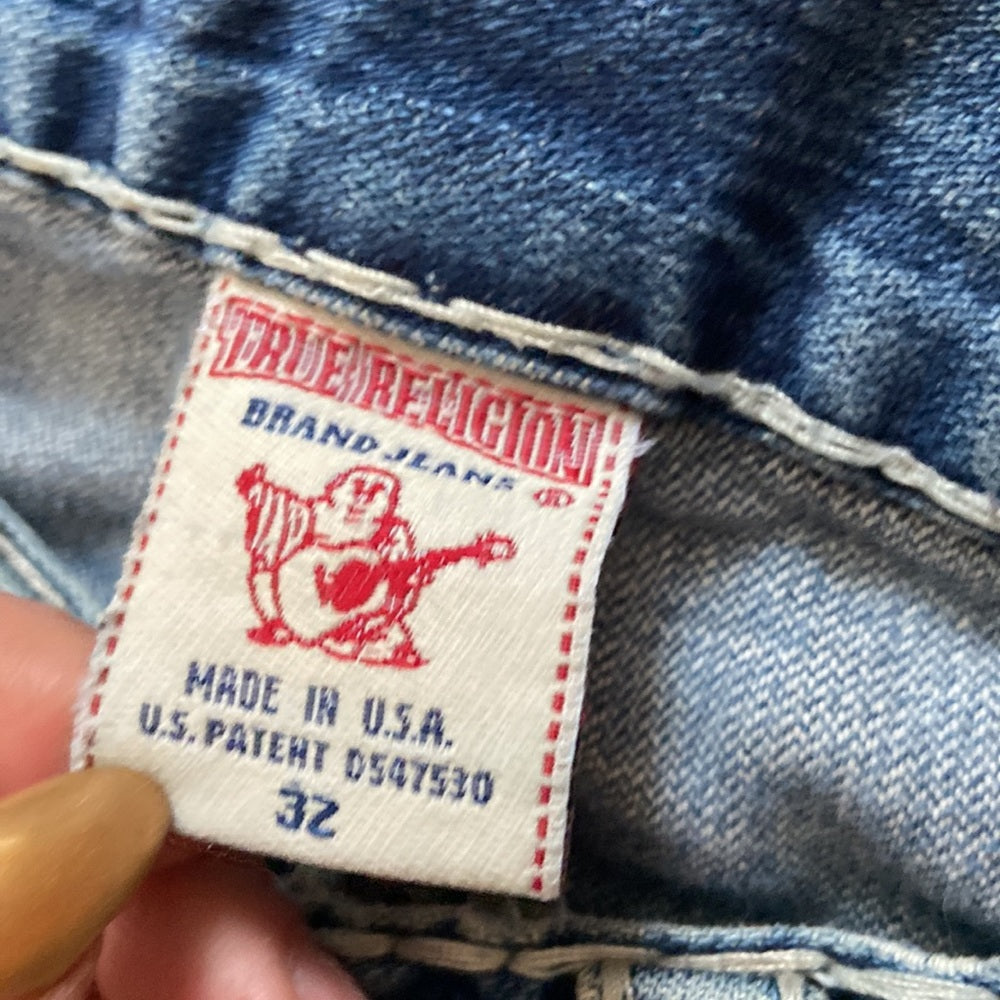 TRUE RELIGION
BRAND JEANS ®
MADE IN U.S.A.
U.S. PATENT D547530
32